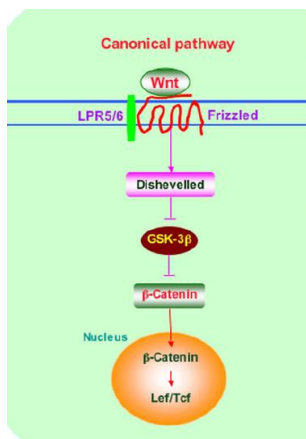 Canonical pathway
Wnt
LPR5/6
Frizzled
Dishevelled
GSK-3β
β-Catenin
Nucleus
β-Catenin
Lef/Tcf